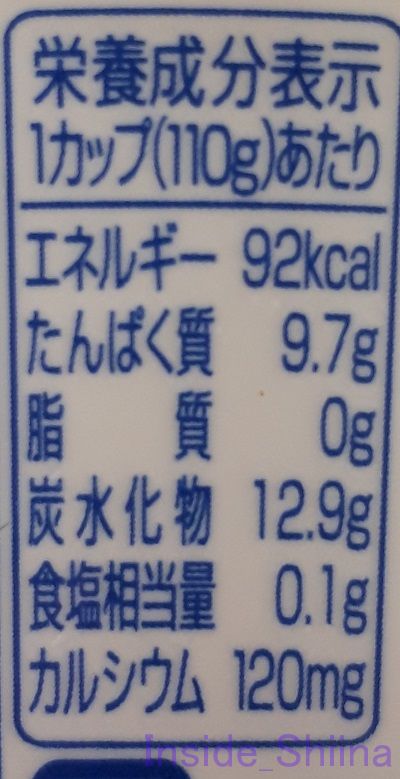 栄養成分表示
1カップ(110g)あたり
エネルギー 92kcal
たんぱく質 9.7g
脂質 0g
炭水化物 12.9g
食塩相当量 0.1g
カルシウム 120mg
Inside_Shiina